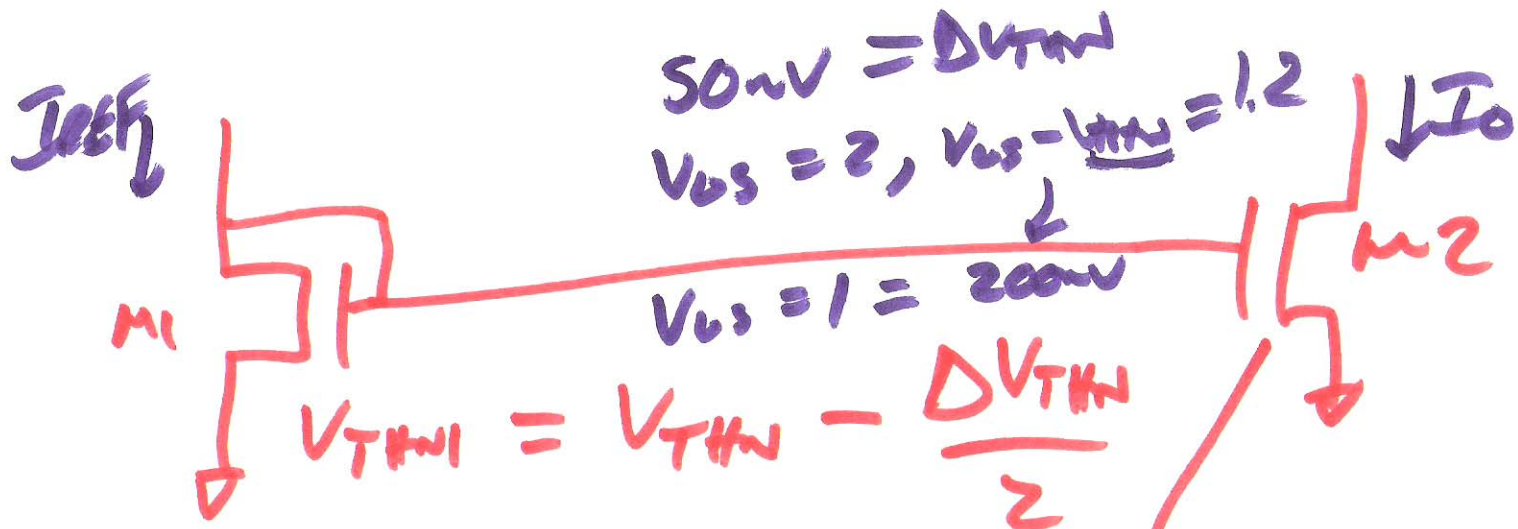 50mV = ΔVTHN
IREF
VGS = 2, VGS - VTHN = 1.2
IO
M2
VGS = 1 = 200mV
M1
VTHN1 = VTHN - ΔVTHN / 2